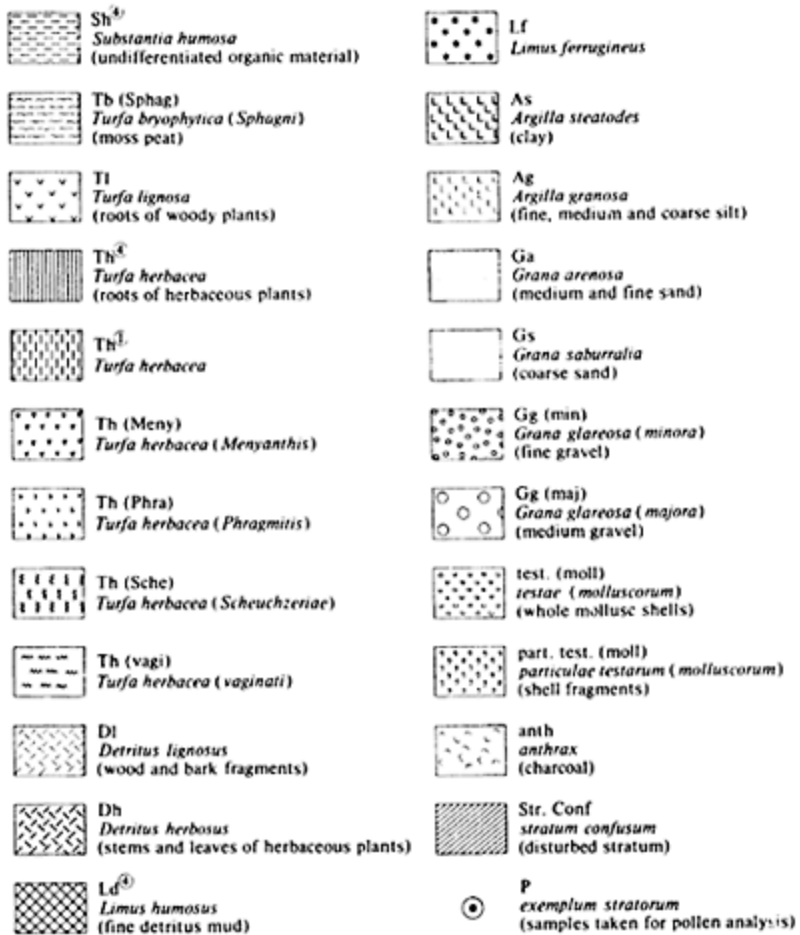 Sh④
Substantia humosa
(undifferentiated organic material)
Tb (Sphag)
Turfa bryophytica (Sphagni)
(moss peat)
Tl
Turfa lignosa
(roots of woody plants)
Th④
Turfa herbacea
(roots of herbaceous plants)
Th①
Turfa herbacea
Th (Meny)
Turfa herbacea (Menyanthis)
Th (Phra)
Turfa herbacea (Phragmitis)
Th (Sche)
Turfa herbacea (Scheuchzeriae)
Th (vagi)
Turfa herbacea (vaginati)
Dl
Detritus lignosus
(wood and bark fragments)
Dh
Detritus herbosus
(stems and leaves of herbaceous plants)
Ld④
Limus humosus
(fine detritus mud)
Lf
Limus ferrugineus
As
Argilla steatodes
(clay)
Ag
Argilla granosa
(fine, medium and coarse silt)
Ga
Grana arenosa
(medium and fine sand)
Gs
Grana saburralia
(coarse sand)
Gg (min)
Grana glareosa (minora)
(fine gravel)
Gg (maj)
Grana glareosa (majora)
(medium gravel)
test. (moll)
testae (molluscorum)
(whole mollusc shells)
part. test. (moll)
particulae testarum (molluscorum)
(shell fragments)
anth
anthrax
(charcoal)
Str. Conf
stratum confusum
(disturbed stratum)
P
exemplum stratorum
(samples taken for pollen analysis)